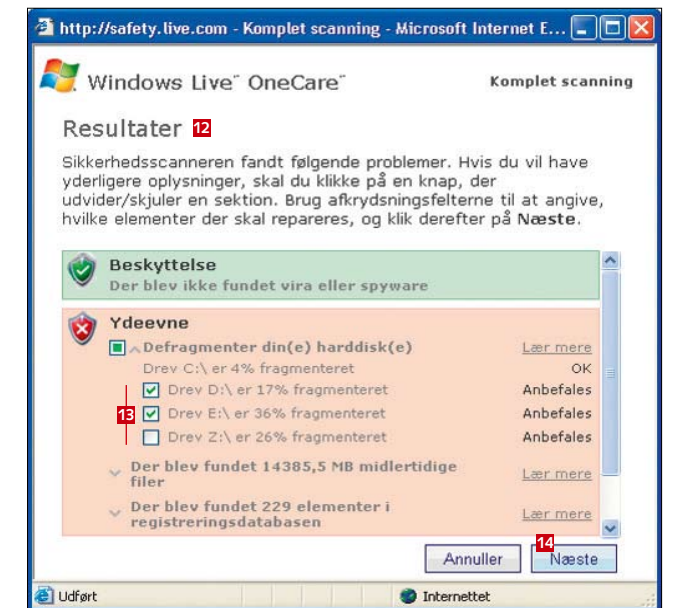 http://safety.live.com - Komplet scanning - Microsoft Internet E...
Windows Live™ OneCare™
Komplet scanning
Resultater 12
Sikkerhedsscanneren fandt følgende problemer. Hvis du vil have
yderligere oplysninger, skal du klikke på en knap, der
udvider/skjuler en sektion. Brug afkrydsningsfelterne til at angive,
hvilke elementer der skal repareres, og klik derefter på Næste.
Beskyttelse
Der blev ikke fundet vira eller spyware
Ydeevne
Defragmenter din(e) harddisk(e) Lær mere
Drev C:\ er 4% fragmenteret OK
Drev D:\ er 17% fragmenteret Anbefales
13 Drev E:\ er 36% fragmenteret Anbefales
Drev Z:\ er 26% fragmenteret Anbefales
Der blev fundet 14385,5 MB midlertidige
filer
Lær mere
Der blev fundet 229 elementer i
registreringsdatabasen
Lær mere
14
Annuller Næste
Udført Internettet